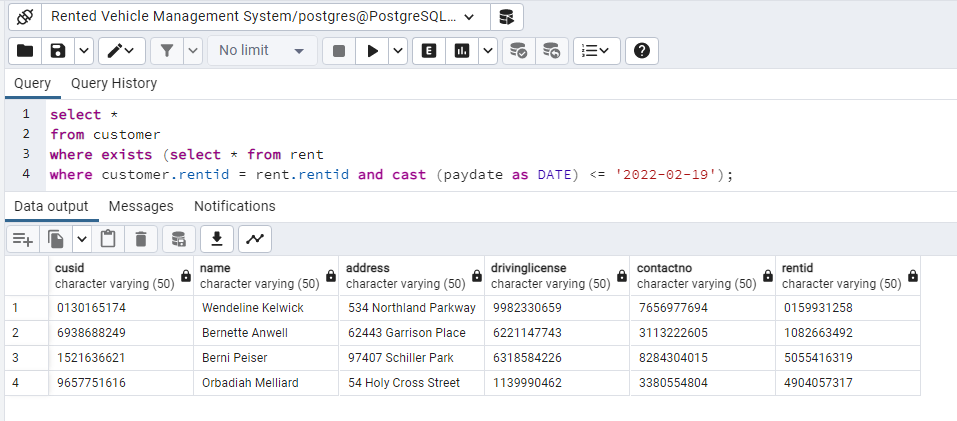 Rented Vehicle Management System/postgres@PostgreSQL...
No limit
E
Query Query History
1 select *
2 from customer
3 where exists (select * from rent
4 where customer.rentid = rent.rentid and cast (paydate as DATE) <= '2022-02-19');
Data output Messages Notifications
cusid name address drivinglicense contactno rentid
character varying (50) character varying (50) character varying (50) character varying (50) character varying (50) character varying (50)
1 0130165174 Wendeline Kelwick 534 Northland Parkway 9982330659 7656977694 0159931258
2 6938688249 Bernette Anwell 62443 Garrison Place 6221147743 3113222605 1082663492
3 1521636621 Berni Peiser 97407 Schiller Park 6318584226 8284304015 5055416319
4 9657751616 Orbadiah Melliard 54 Holy Cross Street 1139990462 3380554804 4904057317